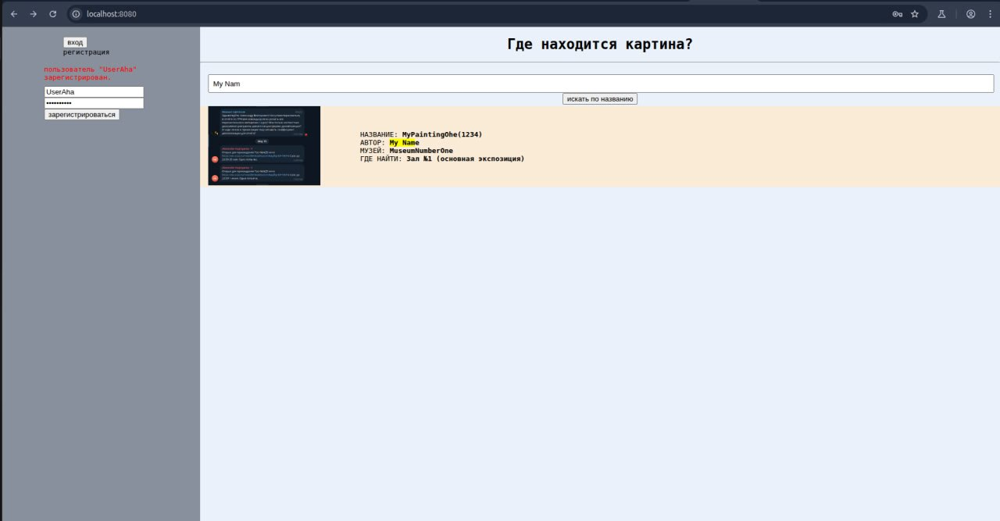 localhost:8080
вход
регистрация
пользователь "UserAha"
зарегистрирован.
UserAha
••••••••••
зарегистрироваться
Где находится картина?
My Nam
искать по названию
НАЗВАНИЕ: MyPaintingOhe(1234)
АВТОР: My Name
МУЗЕЙ: MuseumNumberOne
ГДЕ НАЙТИ: Зал №1 (основная экспозиция)